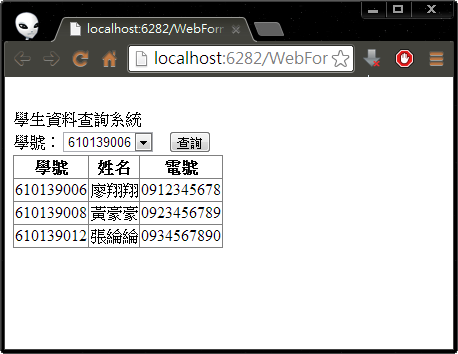 localhost:6282/WebForr
localhost:6282/WebFor
學生資料查詢系統
學號： 610139006 查詢
學號 姓名 電號
610139006 廖翔翔 0912345678
610139008 黃豪豪 0923456789
610139012 張綸綸 0934567890